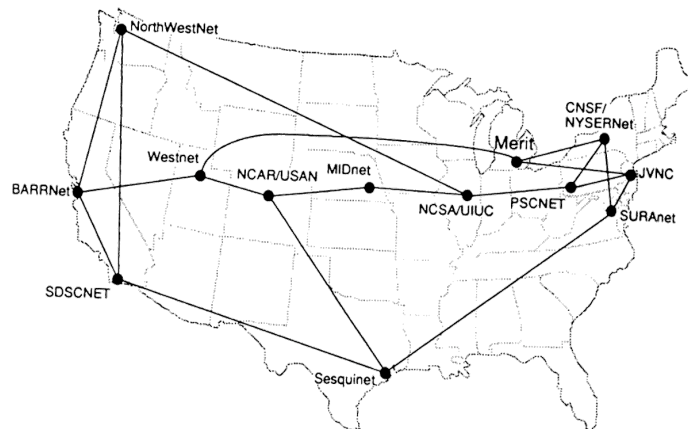 NorthWestNet
CNSF/
NYSERNet
Merit
MIDnet
Westnet
NCAR/USAN
JVNC
BARRNet
NCSA/UIUC
PSCNET
SURAnet
SDSCNET
Sesquinet